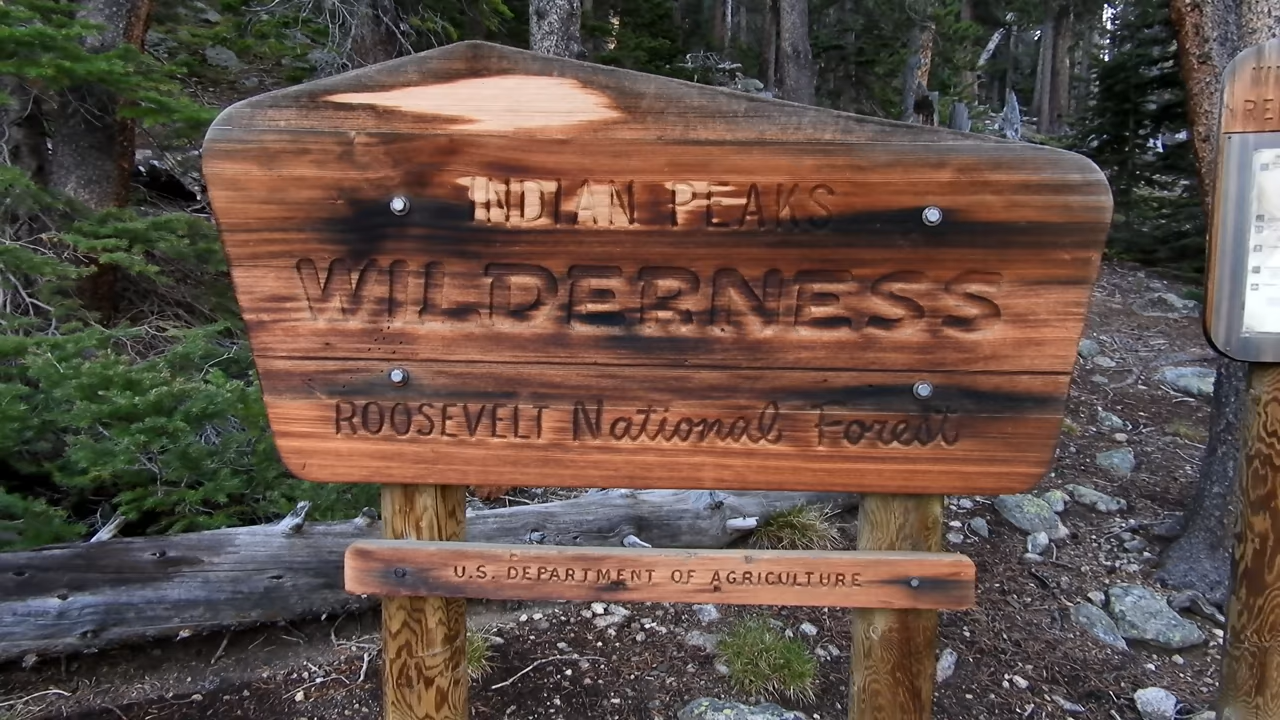 INDIAN PEAKS
WILDERNESS
ROOSEVELT National Forest
U.S. DEPARTMENT OF AGRICULTURE